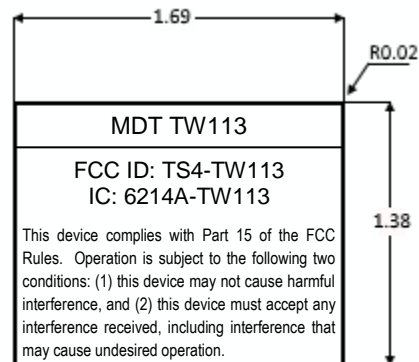 1.69
R0.02
MDT TW113
FCC ID: TS4-TW113
IC: 6214A-TW113
1.38
This device complies with Part 15 of the FCC
Rules. Operation is subject to the following two
conditions: (1) this device may not cause harmful
interference, and (2) this device must accept any
interference received, including interference that
may cause undesired operation.